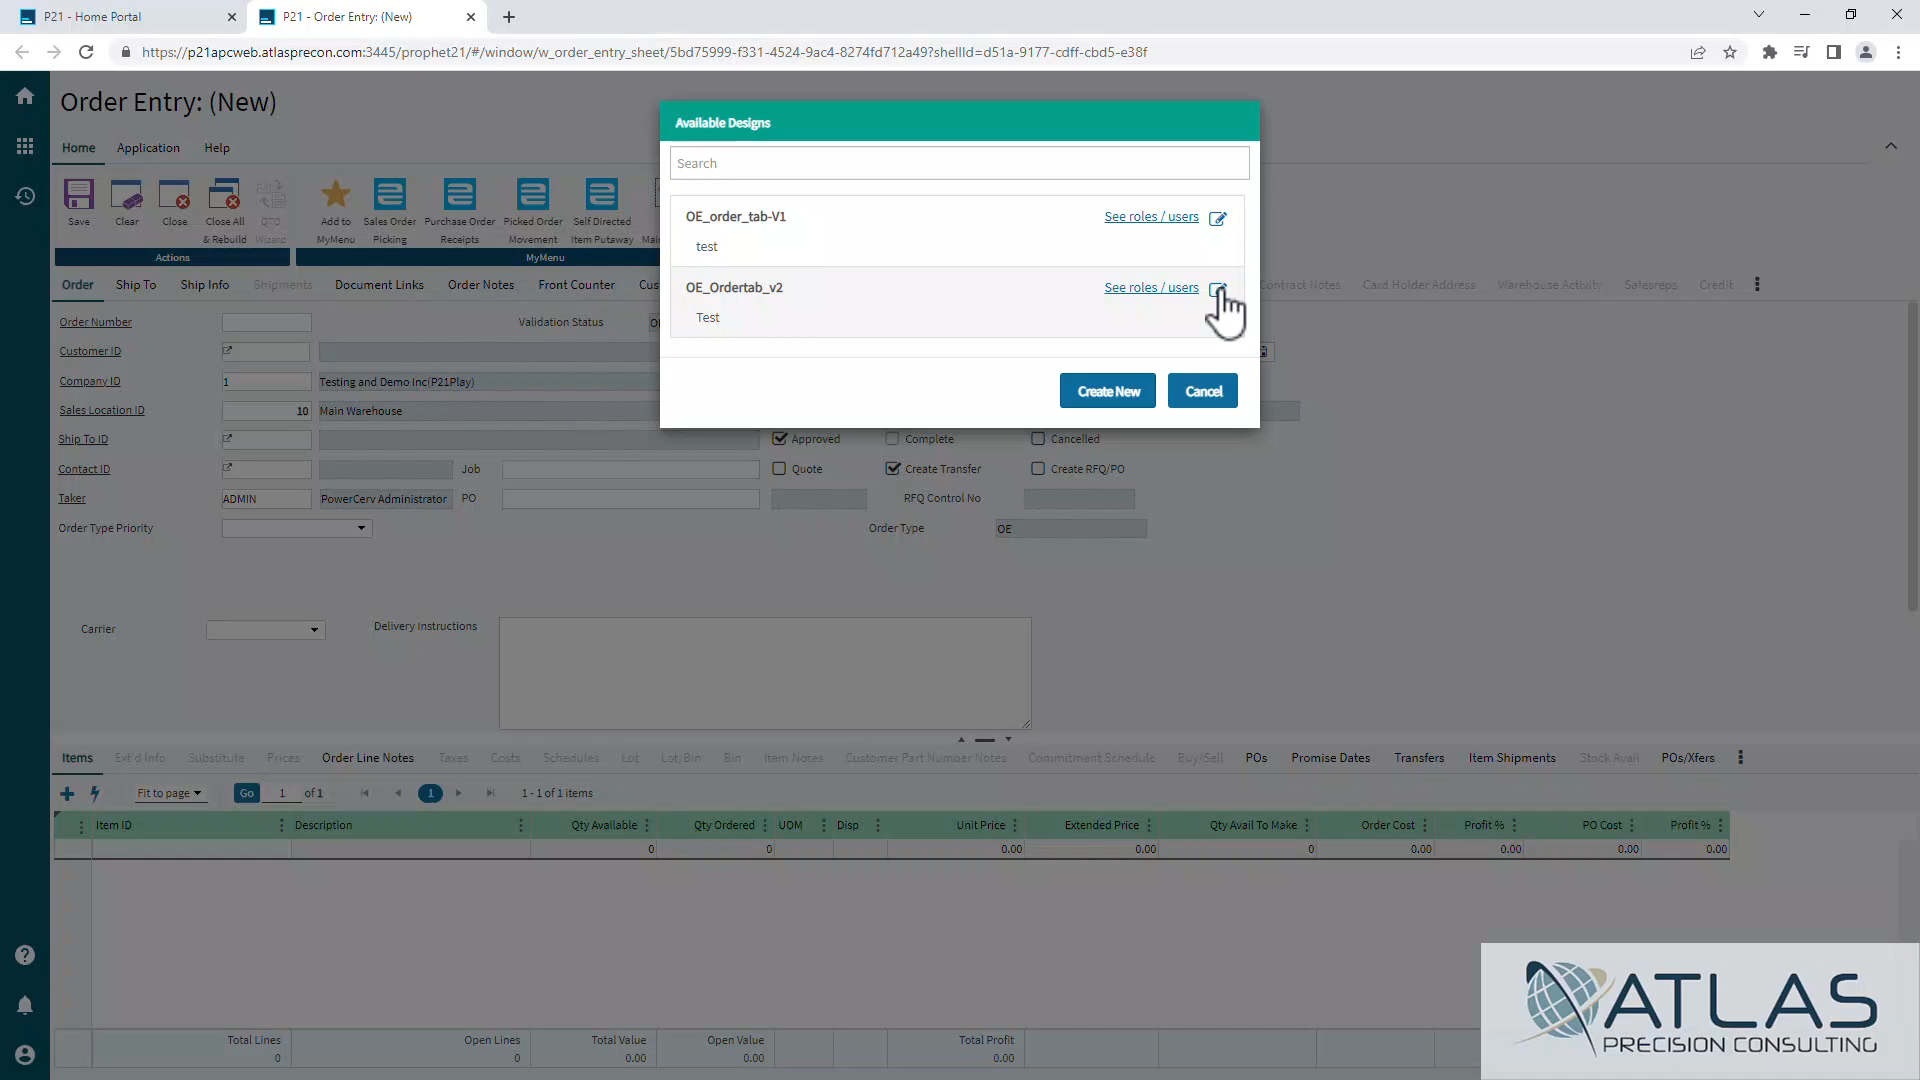 P21 - Home Portal
P21 - Order Entry: (New)
https://p21apcweb.atlasprecon.com:3445/prophet21/#/window/w_order_entry_sheet/5bd75999-f331-4524-9ac4-8274fd712a49?shellId=d51a-9177-cdff-cbd5-e38f
Order Entry: (New)
Available Designs
Search
Home Application Help
Save Clear Close Close All & Rebuild QTO Wizard
Add to MyMenu Sales Order Picking Purchase Order Receipts Picked Order Movement Self Directed Item Putaway
Actions MyMenu
OE_order_tab-V1 See roles / users
test
OE_Ordertab_v2 See roles / users
Test
Create New Cancel
Order Ship To Ship Info Shipments Document Links Order Notes Front Counter Contract Notes Card Holder Address Warehouse Activity Salesreps Credit
Order Number Validation Status
Customer ID
Company ID 1 Testing and Demo Inc(P21Play)
Sales Location ID 10 Main Warehouse
Ship To ID Approved Complete Cancelled
Contact ID Job Quote Create Transfer Create RFQ/PO
Taker ADMIN PowerCerv Administrator PO RFQ Control No
Order Type Priority Order Type OE
Carrier Delivery Instructions
Items Ext'd Info Substitute Prices Order Line Notes Taxes Costs Schedules Lot Lot/Bin Bin Item Notes Customer Part Number Notes Commitment Schedule Buy/Sell POs Promise Dates Transfers Item Shipments Stock Avail POs/Xfers
Fit to page Go 1 of 1 1 1 - 1 of 1 items
Item ID Description Qty Available Qty Ordered UOM Disp Unit Price Extended Price Qty Avail To Make Order Cost Profit % PO Cost Profit %
0 0 0.00 0.00 0 0.00 0.00 0.00 0.00
Total Lines Open Lines Total Value Open Value Total Profit
0 0 0.00 0.00 0.00
ATLAS
PRECISION CONSULTING